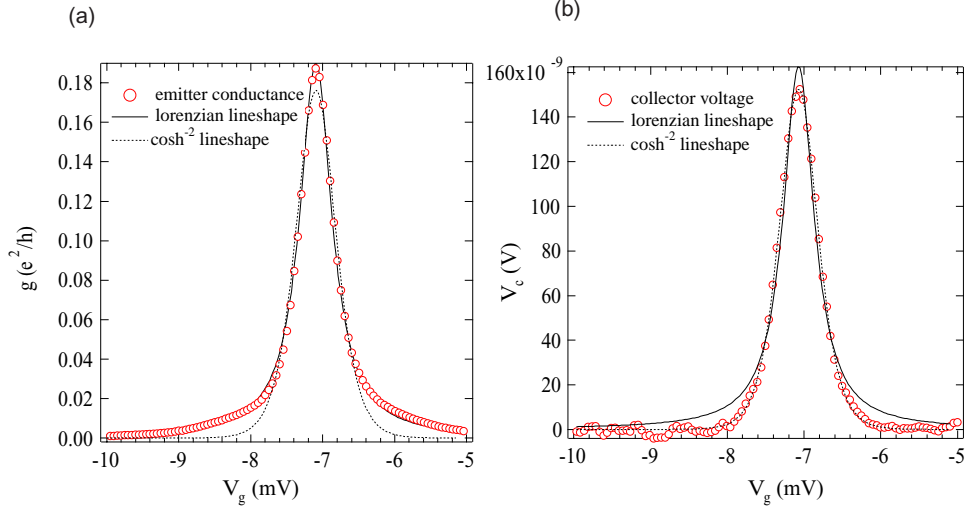 (a)
0.18
0.16
0.14
0.12
0.10
0.08
0.06
0.04
0.02
0.00
g (e²/h)
emitter conductance
lorenzian lineshape
cosh⁻² lineshape
-10
-9
-8
-7
-6
-5
V_g (mV)
(b)
160x10⁻⁹
140
120
100
80
60
40
20
0
V_c (V)
collector voltage
lorenzian lineshape
cosh⁻² lineshape
-10
-9
-8
-7
-6
-5
V_g (mV)